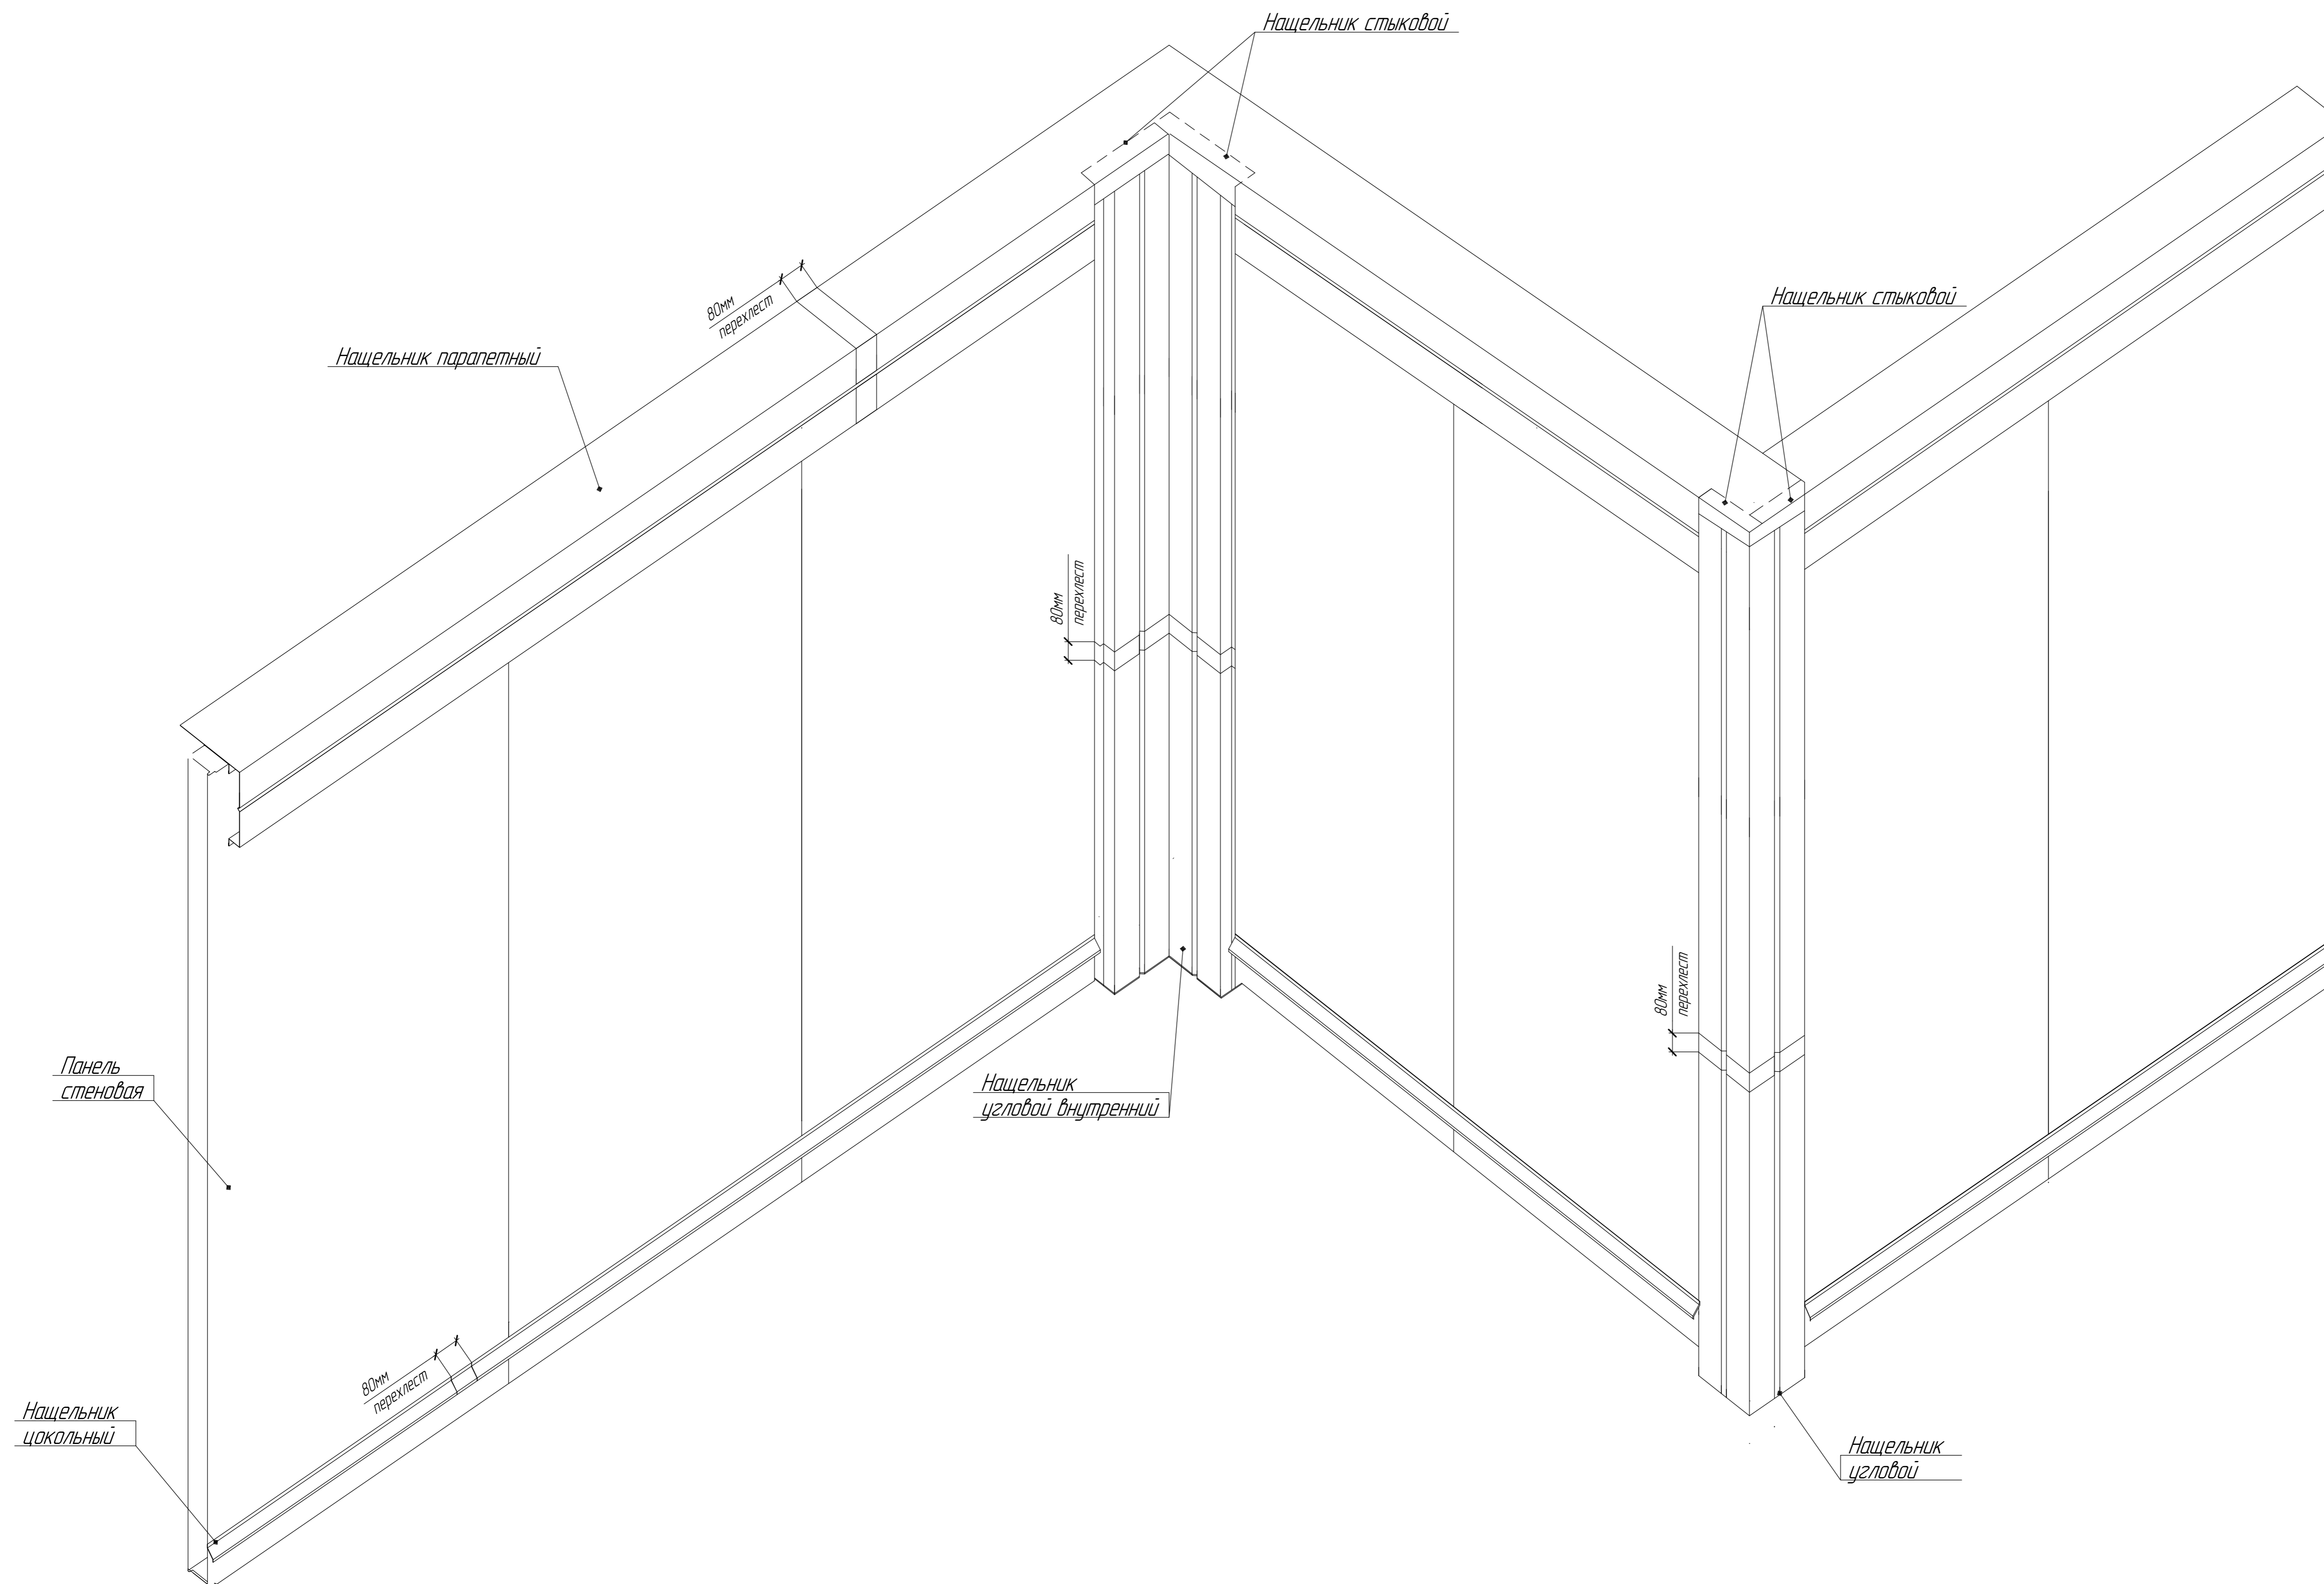 Нащельник стыковой
80мм
перехлест
Нащельник стыковой
Нащельник парапетный
80мм
перехлест
80мм
перехлест
Панель
стеновая
Нащельник
угловой внутренний
80мм
перехлест
Нащельник
цокольный
Нащельник
угловой